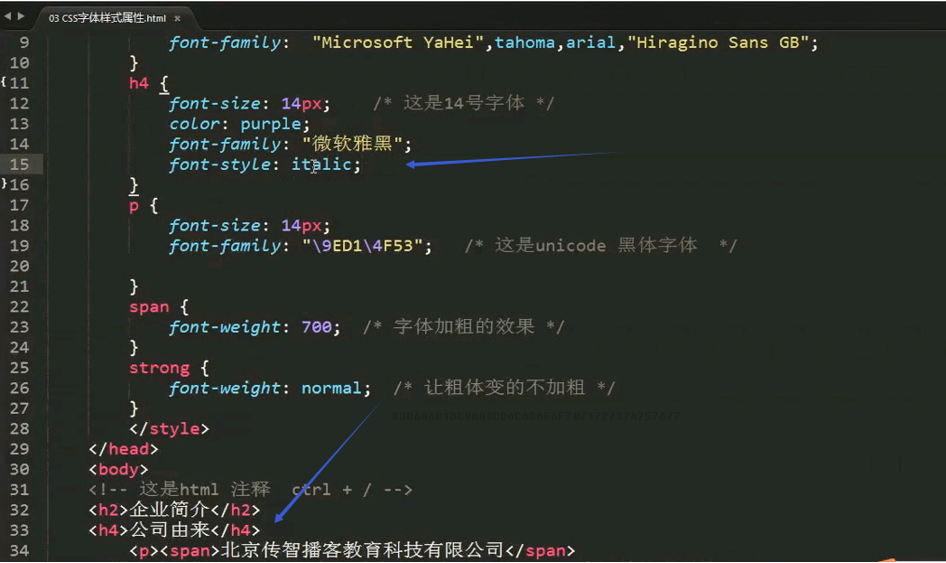 03 CSS字体样式属性.html ×
9 font-family: "Microsoft YaHei",tahoma,arial,"Hiragino Sans GB";
10 }
11 h4 {
12 font-size: 14px; /* 这是14号字体 */
13 color: purple;
14 font-family: "微软雅黑";
15 font-style: italic;
16 }
17 p {
18 font-size: 14px;
19 font-family: "\9ED1\4F53"; /* 这是unicode 黑体字体 */
20
21 }
22 span {
23 font-weight: 700; /* 字体加粗的效果 */
24 }
25 strong {
26 font-weight: normal; /* 让粗体变的不加粗 */
27 }
28 </style>
29 </head>
30 <body>
31 <!-- 这是html 注释 ctrl + / -->
32 <h2>企业简介</h2>
33 <h4>公司由来</h4>
34 <p><span>北京传智播客教育科技有限公司</span>